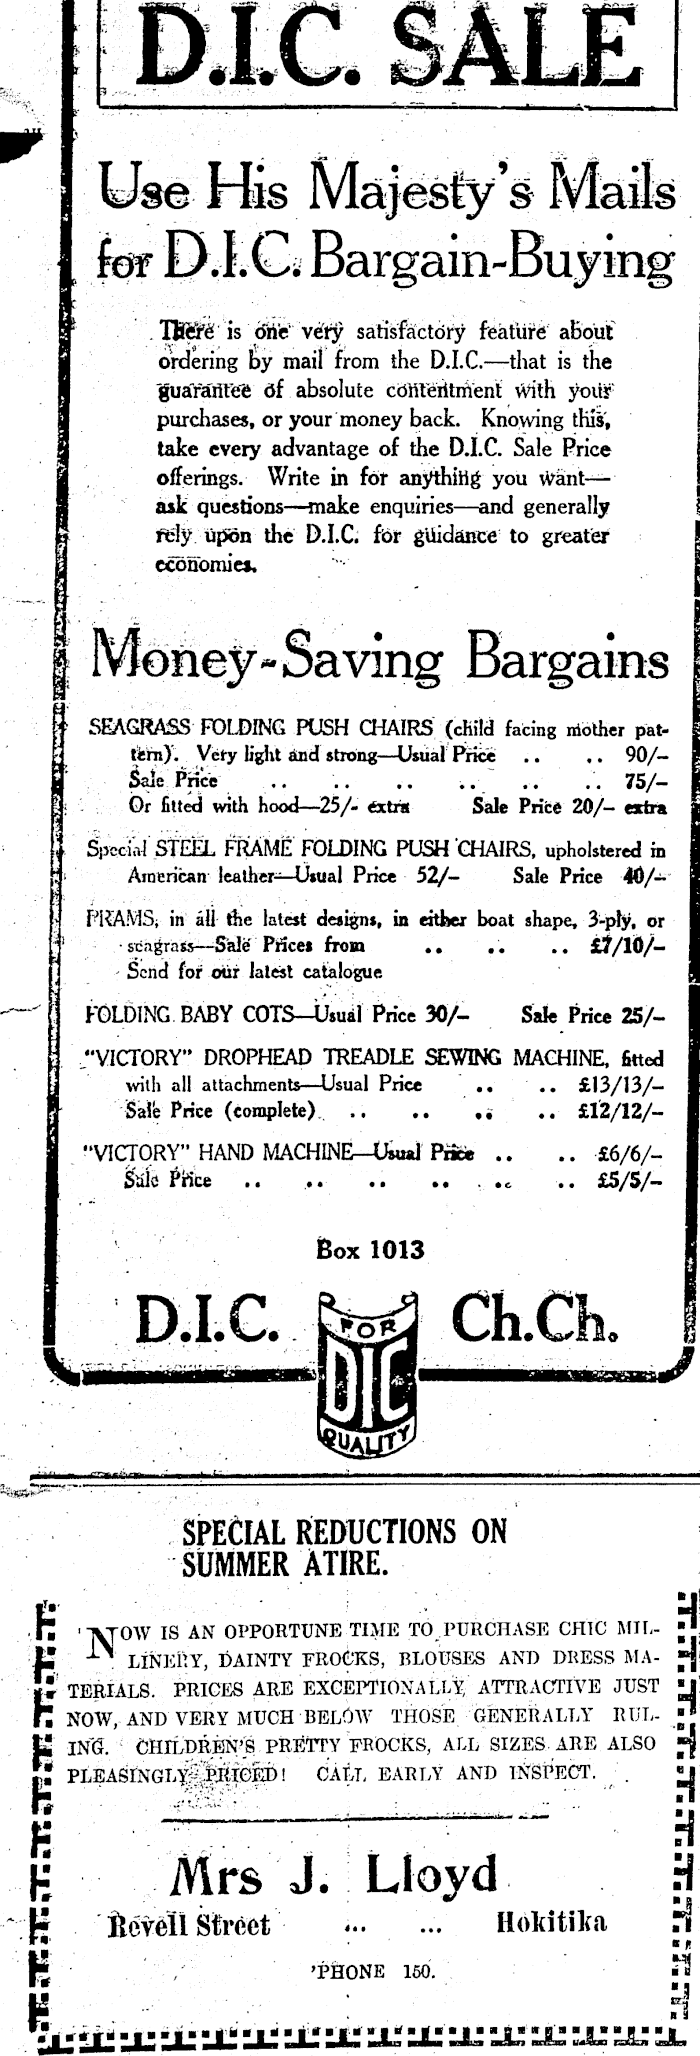 D.I.C. SALE
Use His Majesty's Mails
for D.I.C. Bargain-Buying
There is one very satisfactory feature about
ordering by mail from the D.I.C.—that is the
guarantee of absolute contentment with your
purchases, or your money back. Knowing this,
take every advantage of the D.I.C. Sale Price
offerings. Write in for anything you want—
ask questions—make enquiries—and generally
rely upon the D.I.C. for guidance to greater
economies.
Money-Saving Bargains
SEAGRASS FOLDING PUSH CHAIRS (child facing mother pat-
tern). Very light and strong—Usual Price .. .. 90/-
Sale Price .. .. .. .. .. .. 75/-
Or fitted with hood—25/- extra Sale Price 20/- extra
Special STEEL FRAME FOLDING PUSH CHAIRS, upholstered in
American leather—Usual Price 52/- Sale Price 40/-
PRAMS, in all the latest designs, in either boat shape, 3-ply, or
seagrass—Sale Prices from .. .. .. £7/10/-
Send for our latest catalogue
FOLDING BABY COTS—Usual Price 30/- Sale Price 25/-
"VICTORY" DROPHEAD TREADLE SEWING MACHINE, fitted
with all attachments—Usual Price .. .. £13/13/-
Sale Price (complete) .. .. .. .. £12/12/-
"VICTORY" HAND MACHINE—Usual Price .. .. £6/6/-
Sale Price .. .. .. .. .. .. £5/5/-
Box 1013
D.I.C. Ch.Ch.
FOR
DIC
QUALITY
SPECIAL REDUCTIONS ON
SUMMER ATIRE.
NOW IS AN OPPORTUNE TIME TO PURCHASE CHIC MIL-
LINERY, DAINTY FROCKS, BLOUSES AND DRESS MA-
TERIALS. PRICES ARE EXCEPTIONALLY ATTRACTIVE JUST
NOW, AND VERY MUCH BELOW THOSE GENERALLY RUL-
ING. CHILDREN'S PRETTY FROCKS, ALL SIZES ARE ALSO
PLEASINGLY PRICED! CALL EARLY AND INSPECT.
Mrs J. Lloyd
Revell Street ... ... Hokitika
'PHONE 150.